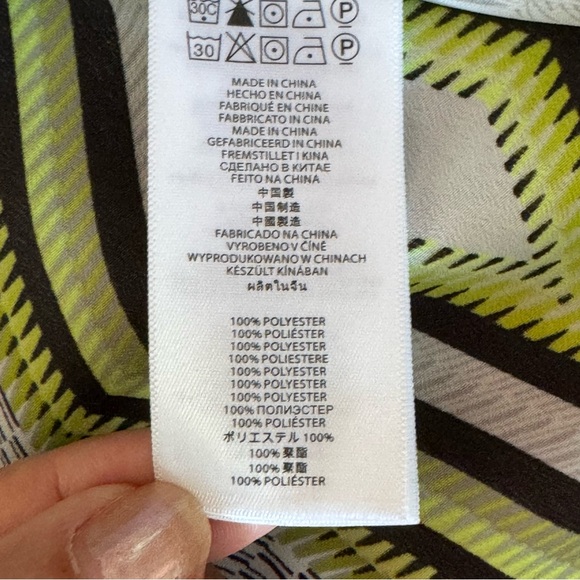 30C P
30 P
MADE IN CHINA
HECHO EN CHINA
FABRIQUÉ EN CHINE
FABBRICATO IN CINA
MADE IN CHINA
GEFABRICEERD IN CHINA
FREMSTILLET I KINA
СДЕЛАНО В КИТАЕ
FEITO NA CHINA
中国製
中国制造
中國製造
FABRICADO NA CHINA
VYROBENO V ČÍNĚ
WYPRODUKOWANO W CHINACH
KÉSZÜLT KÍNÁBAN
ผลิตในจีน
100% POLYESTER
100% POLIÉSTER
100% POLYESTER
100% POLIESTERE
100% POLYESTER
100% POLYESTER
100% POLYESTER
100% ПОЛИЭСТЕР
ポリエステル 100%
100% 聚酯
100% 聚酯
100% POLIÉSTER